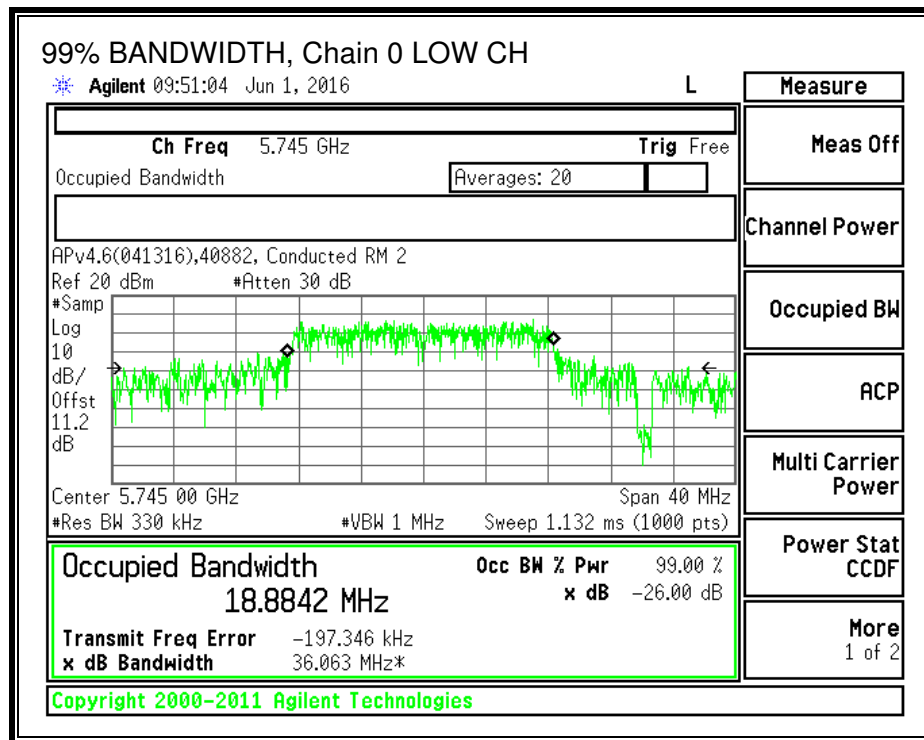 99% BANDWIDTH, Chain 0 LOW CH
Agilent 09:51:04 Jun 1, 2016 L
Ch Freq 5.745 GHz Trig Free
Occupied Bandwidth Averages: 20
APv4.6(041316),40882, Conducted RM 2
Ref 20 dBm #Atten 30 dB
#Samp
Log
10
dB/
Offst
11.2
dB
Center 5.745 00 GHz Span 40 MHz
#Res BW 330 kHz #VBW 1 MHz Sweep 1.132 ms (1000 pts)
Occupied Bandwidth
18.8842 MHz
Occ BW % Pwr 99.00 %
x dB -26.00 dB
Transmit Freq Error -197.346 kHz
x dB Bandwidth 36.063 MHz*
Copyright 2000-2011 Agilent Technologies
Measure
Meas Off
Channel Power
Occupied BW
ACP
Multi Carrier
Power
Power Stat
CCDF
More
1 of 2